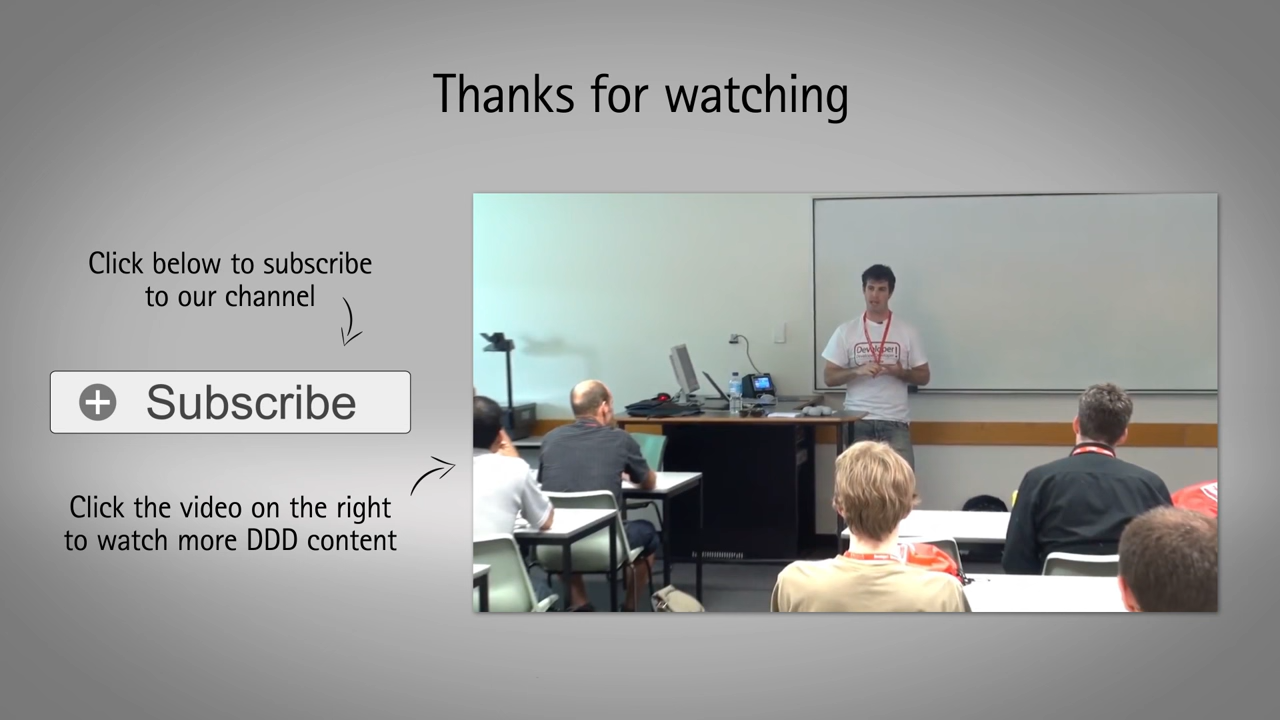 Thanks for watching
Click below to subscribe
to our channel
Subscribe
Click the video on the right
to watch more DDD content
Developer!